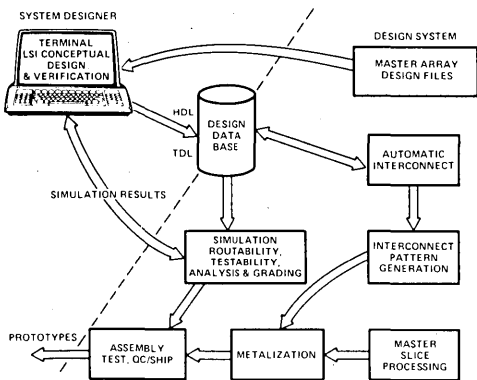 SYSTEM DESIGNER
TERMINAL
LSI CONCEPTUAL
DESIGN
& VERIFICATION
DESIGN SYSTEM
MASTER ARRAY
DESIGN FILES
HDL
TDL
DESIGN
DATA
BASE
AUTOMATIC
INTERCONNECT
SIMULATION RESULTS
SIMULATION
ROUTABILITY,
TESTABILITY,
ANALYSIS & GRADING
INTERCONNECT
PATTERN
GENERATION
PROTOTYPES
ASSEMBLY
TEST, QC/SHIP
METALIZATION
MASTER
SLICE
PROCESSING